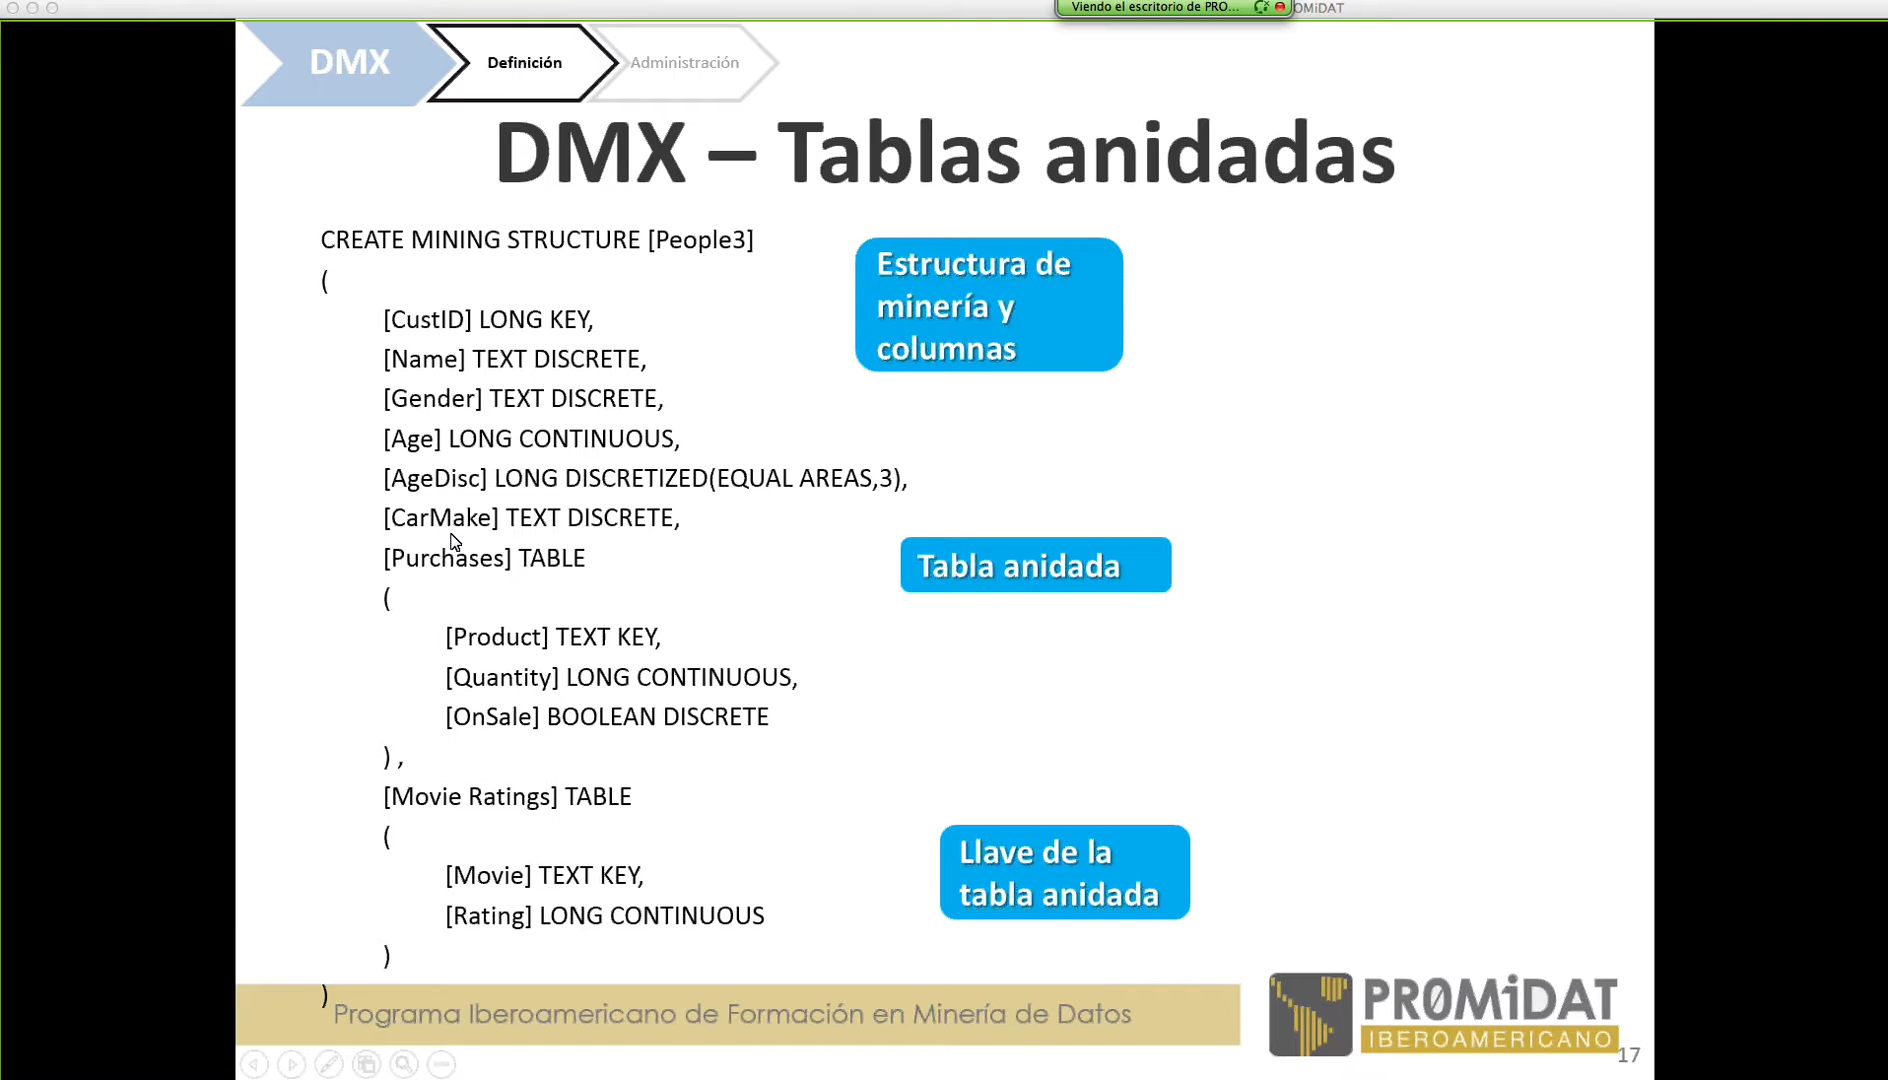 Viendo el escritorio de PRO...
OMiDAT
DMX
Definición
Administración
DMX – Tablas anidadas
CREATE MINING STRUCTURE [People3]
(
[CustID] LONG KEY,
[Name] TEXT DISCRETE,
[Gender] TEXT DISCRETE,
[Age] LONG CONTINUOUS,
[AgeDisc] LONG DISCRETIZED(EQUAL AREAS,3),
[CarMake] TEXT DISCRETE,
[Purchases] TABLE
(
[Product] TEXT KEY,
[Quantity] LONG CONTINUOUS,
[OnSale] BOOLEAN DISCRETE
) ,
[Movie Ratings] TABLE
(
[Movie] TEXT KEY,
[Rating] LONG CONTINUOUS
)
)
Estructura de
minería y
columnas
Tabla anidada
Llave de la
tabla anidada
Programa Iberoamericano de Formación en Minería de Datos
PROMiDAT
IBEROAMERICANO
17